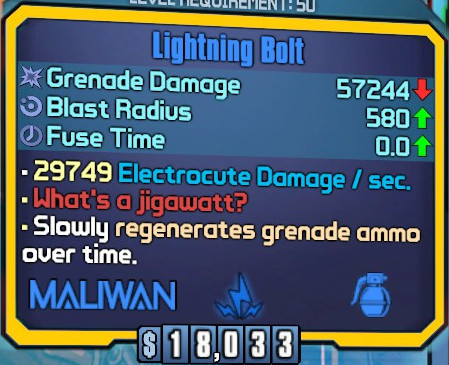 LEVEL REQUIREMENT: 50
Lightning Bolt
Grenade Damage 57244
Blast Radius 580
Fuse Time 0.0
• 29749 Electrocute Damage / sec.
• What's a jigawatt?
• Slowly regenerates grenade ammo
over time.
MALIWAN
$18,033